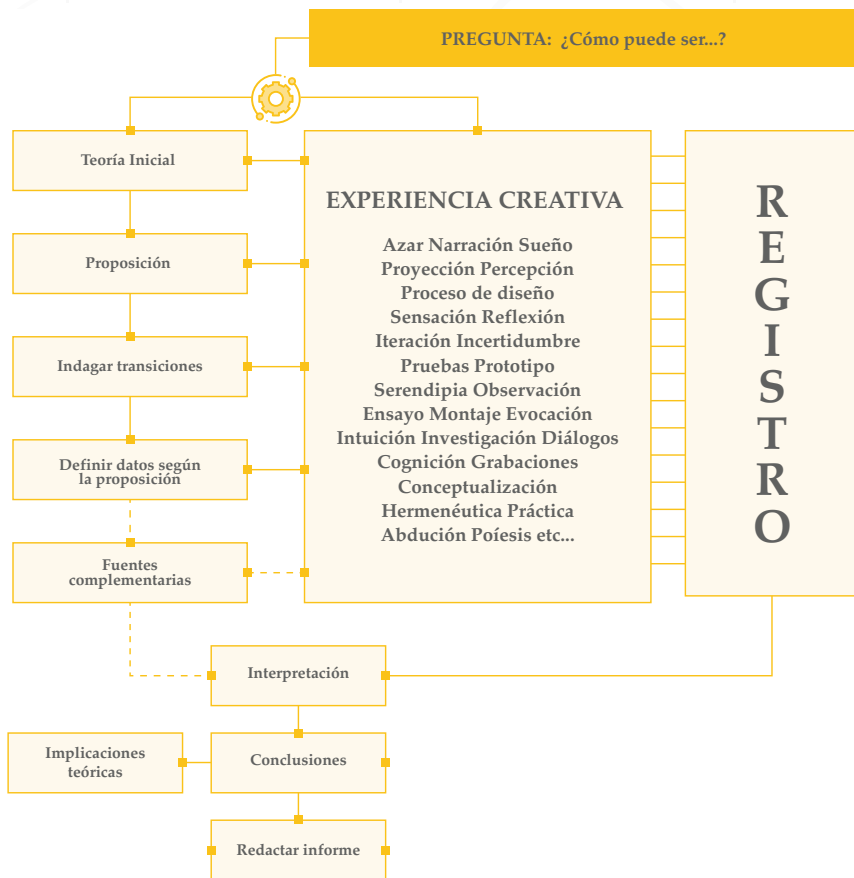 PREGUNTA: ¿Cómo puede ser...?
Teoría Inicial
Proposición
Indagar transiciones
Definir datos según
la proposición
Fuentes
complementarias
EXPERIENCIA CREATIVA
Azar Narración Sueño
Proyección Percepción
Proceso de diseño
Sensación Reflexión
Iteración Incertidumbre
Pruebas Prototipo
Serendipia Observación
Ensayo Montaje Evocación
Intuición Investigación Diálogos
Cognición Grabaciones
Conceptualización
Hermenéutica Práctica
Abdución Poíesis etc...
R
E
G
I
S
T
R
O
Interpretación
Implicaciones
teóricas
Conclusiones
Redactar informe